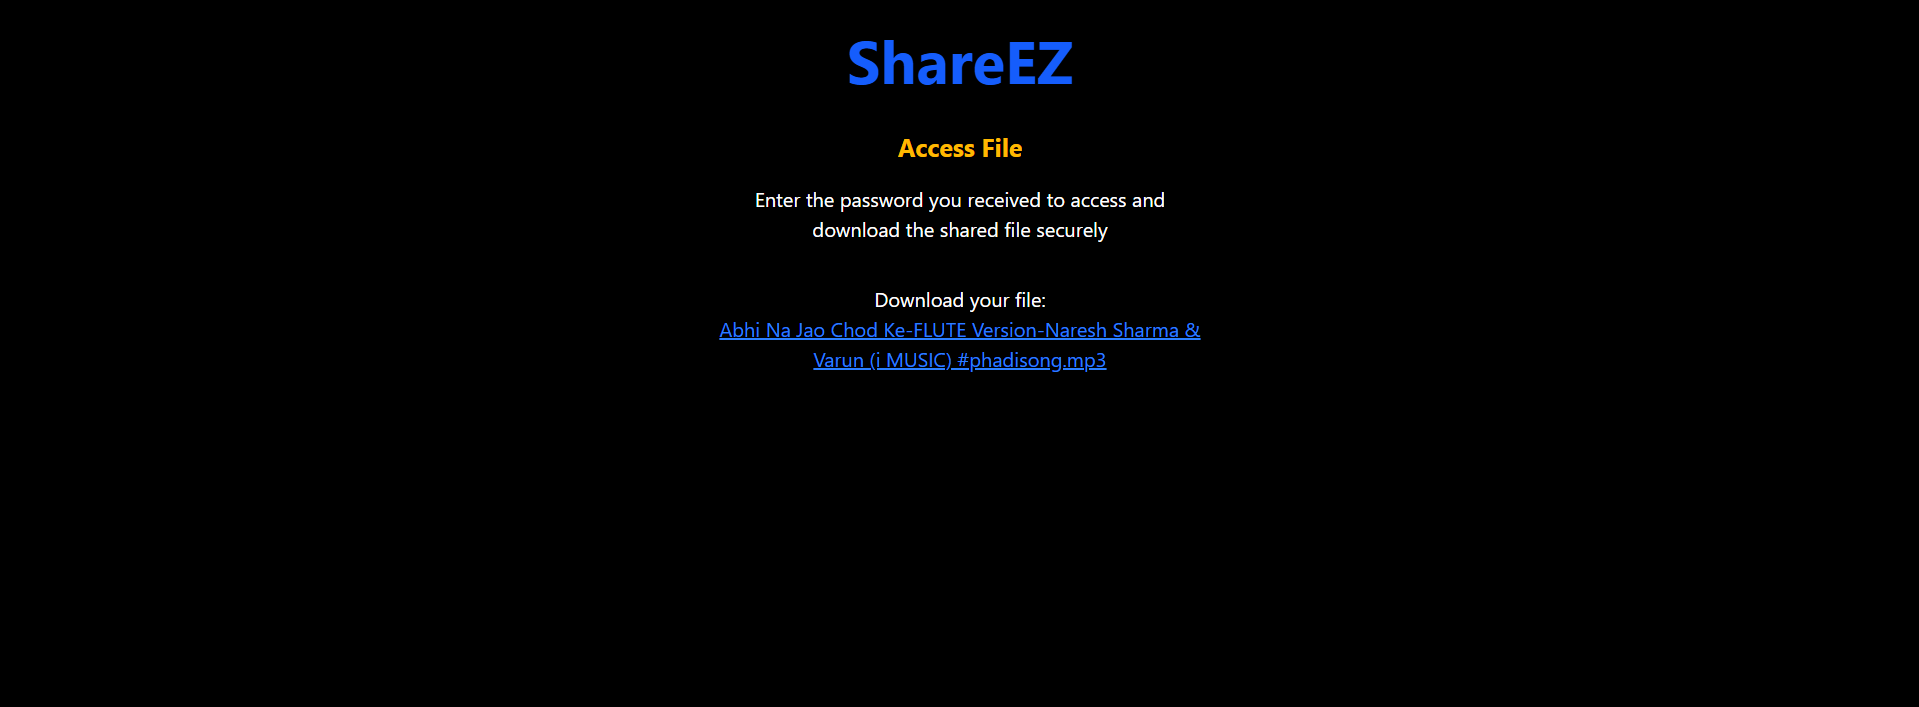 ShareEZ
Access File
Enter the password you received to access and
download the shared file securely
Download your file:
Abhi Na Jao Chod Ke-FLUTE Version-Naresh Sharma &
Varun (i MUSIC) #phadisong.mp3